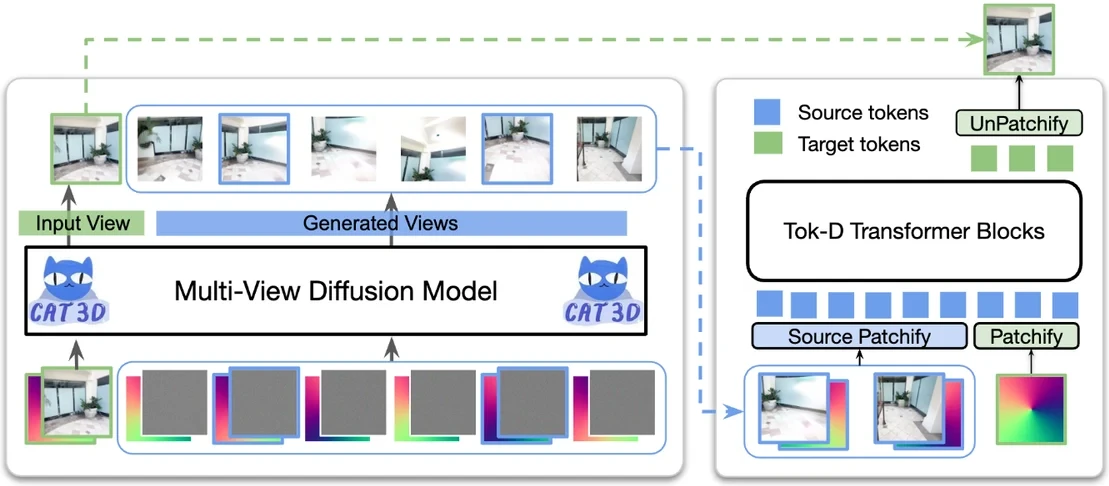 Input View
Generated Views
Multi-View Diffusion Model
CAT 3D
CAT 3D
Source tokens
Target tokens
UnPatchify
Tok-D Transformer Blocks
Source Patchify
Patchify